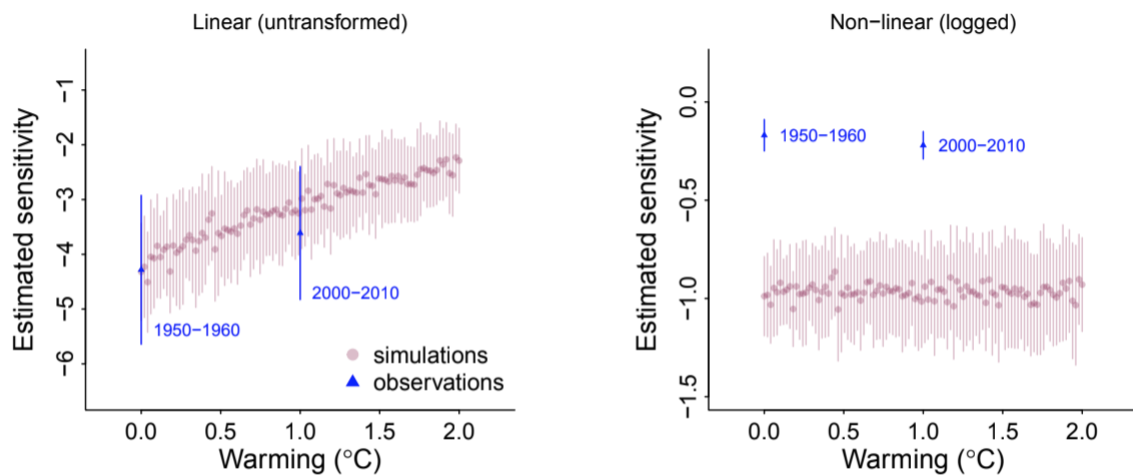 Linear (untransformed)
Estimated sensitivity
−1
−2
−3
−4
−5
−6
1950−1960
2000−2010
simulations
observations
0.0 0.5 1.0 1.5 2.0
Warming (°C)
Non−linear (logged)
Estimated sensitivity
0.0
−0.5
−1.0
−1.5
1950−1960
2000−2010
0.0 0.5 1.0 1.5 2.0
Warming (°C)